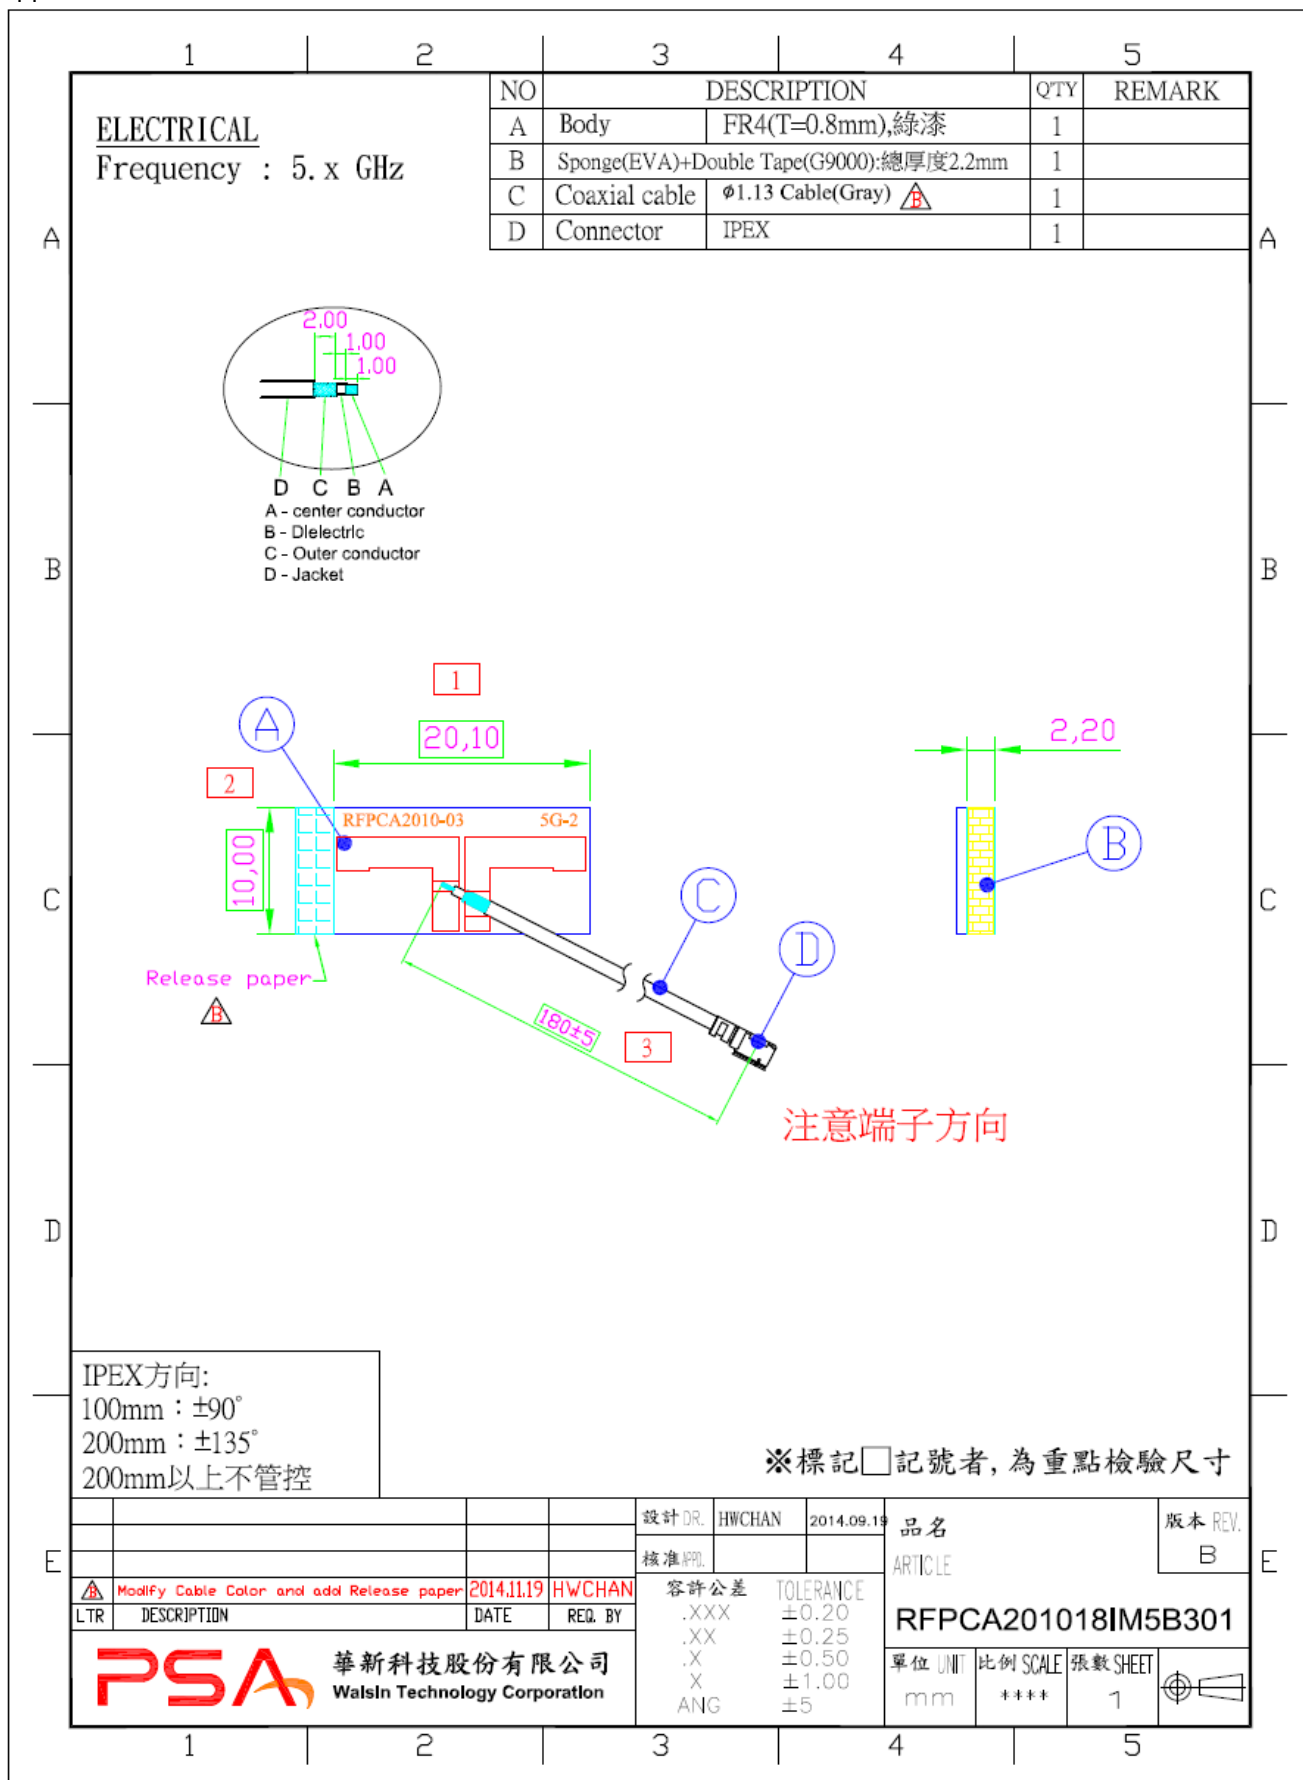 1 2 3 4 5
NO DESCRIPTION Q'TY REMARK
A Body FR4(T=0.8mm),綠漆 1
B Sponge(EVA)+Double Tape(G9000):總厚度2.2mm 1
C Coaxial cable ø1.13 Cable(Gray) B 1
D Connector IPEX 1
ELECTRICAL
Frequency : 5.x GHz
A A
2.00
1.00
1.00
D C B A
A - center conductor
B - Dielectric
C - Outer conductor
D - Jacket
B B
1
A
20,10
2,20
2
RFPCA2010-03 5G-2
10,00
B
C C
C
D
Release paper
B
180±5
3
注意端子方向
D D
IPEX方向:
100mm：±90°
200mm：±135°
200mm以上不管控
※標記□記號者,為重點檢驗尺寸
設計 DR. HWCHAN 2014.09.19
核准 APPD.
品名
ARTICLE
版本 REV.
B
E E
B Modify Cable Color and add Release paper 2014.11.19 HWCHAN
LTR DESCRIPTION DATE REQ. BY
容許公差 TOLERANCE
.XXX ±0.20
.XX ±0.25
.X ±0.50
X ±1.00
ANG ±5
RFPCA201018IM5B301
單位 UNIT 比例 SCALE 張數 SHEET
mm **** 1
PSA 華新科技股份有限公司
Walsin Technology Corporation
1 2 3 4 5